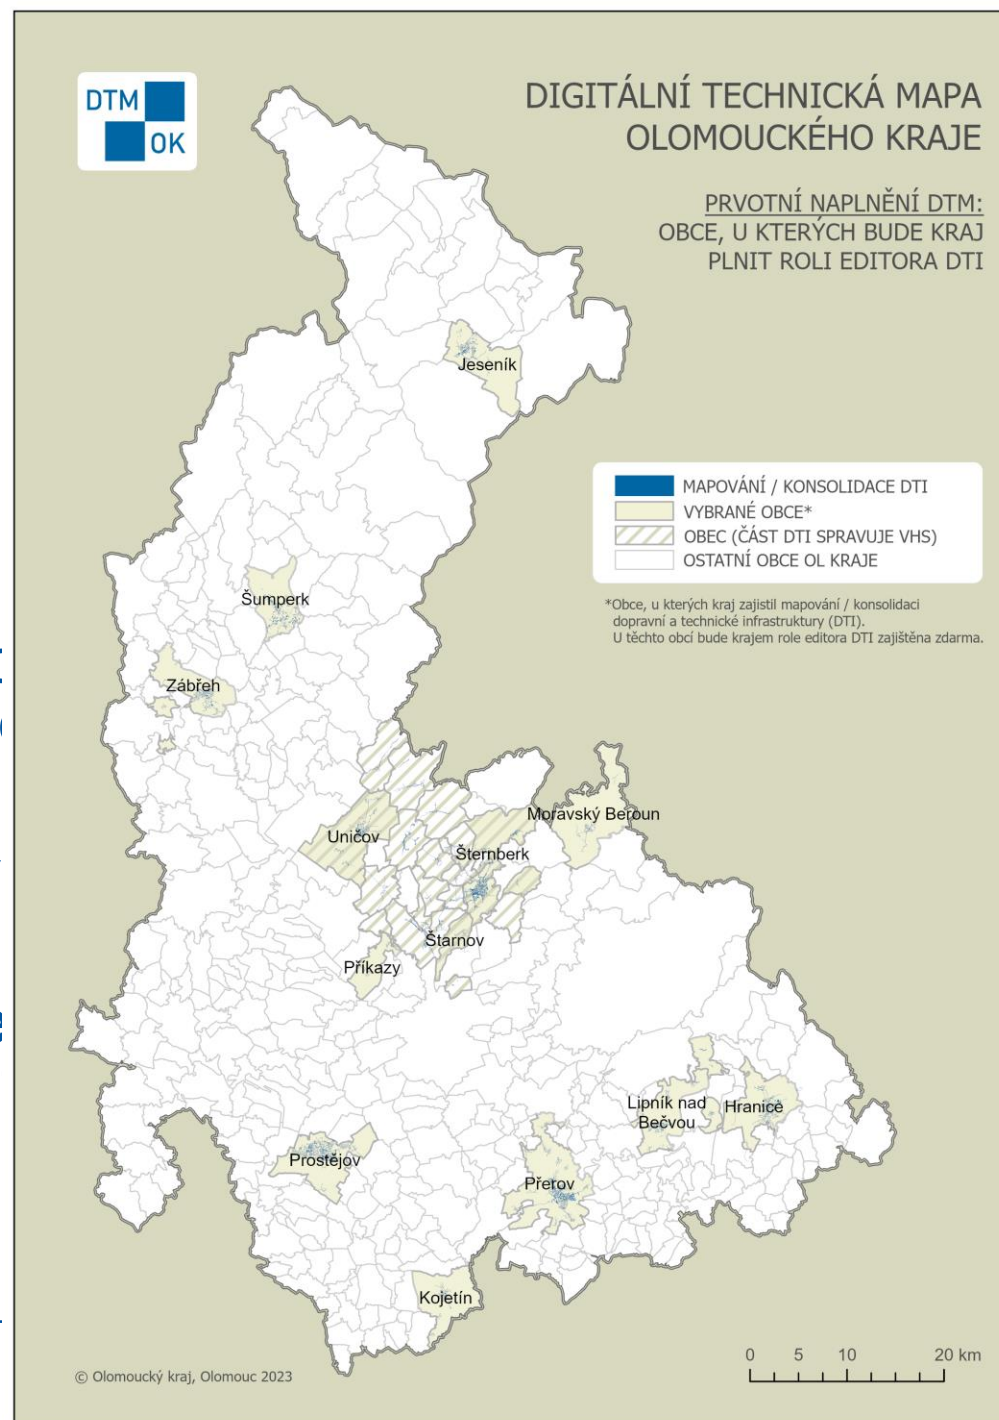 DTM
OK
DIGITÁLNÍ TECHNICKÁ MAPA
OLOMOUCKÉHO KRAJE
PRVOTNÍ NAPLNĚNÍ DTM:
OBCE, U KTERÝCH BUDE KRAJ
PLNIT ROLI EDITORA DTI
Jeseník
MAPOVÁNÍ / KONSOLIDACE DTI
VYBRANÉ OBCE*
OBEC (ČÁST DTI SPRAVUJE VHS)
OSTATNÍ OBCE OL KRAJE
*Obce, u kterých kraj zajistil mapování / konsolidaci
dopravní a technické infrastruktury (DTI).
U těchto obcí bude krajem role editora DTI zajištěna zdarma.
Šumperk
Zábřeh
Moravský Beroun
Uničov
Šternberk
Štarnov
Příkazy
Lipník nad
Bečvou
Hranice
Prostějov
Přerov
Kojetín
0 5 10 20 km
© Olomoucký kraj, Olomouc 2023